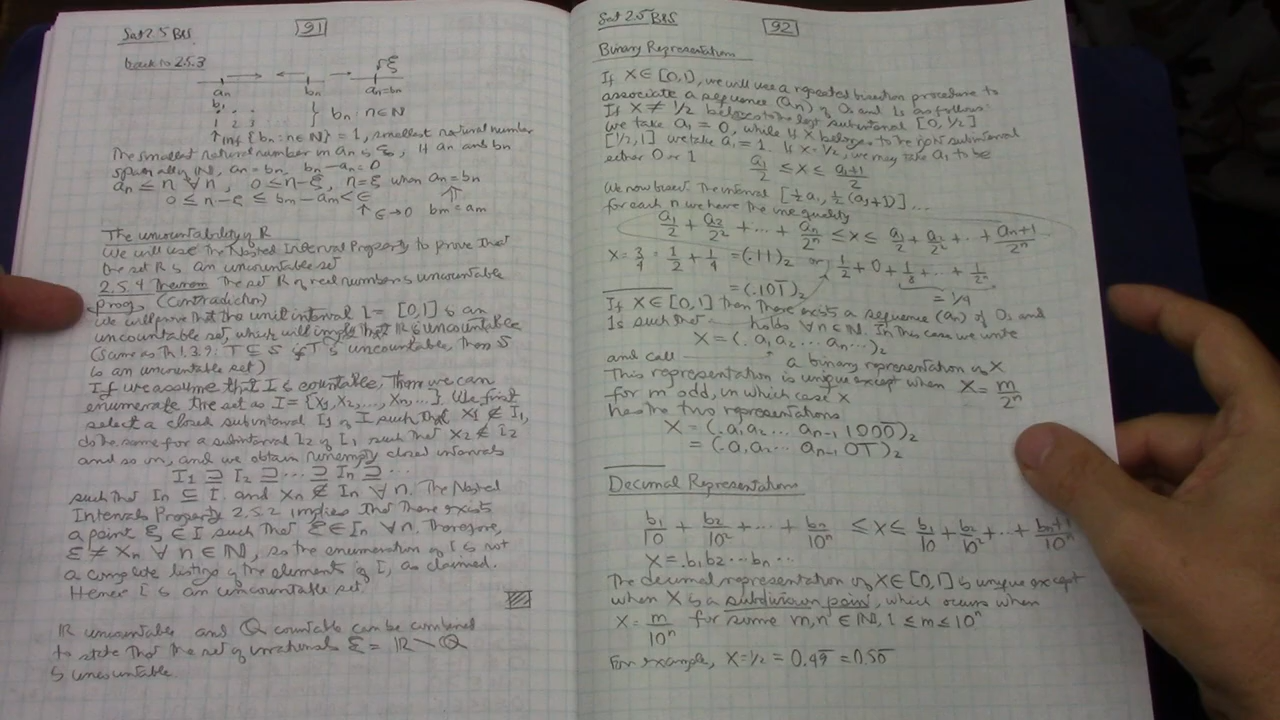 Sat 2.5 B&S
91
back to 2.5.3
ξ
an bn an=bn
b1
1 2 3 } bn : n ∈ ℕ
↑ inf {bn : n ∈ ℕ} = 1, smallest natural number
The smallest natural number in an is ξ, if an and bn
span all ℕ, an = bn, bn - an = 0
an ≤ η ∀ n, 0 ≤ η - ξ, η = ξ when an = bn
0 ≤ η - ξ ≤ bm - am < ε
↑ ε → 0 bm = am
The uncountability of R
We will use the Nested Interval Property to prove that
the set R is an uncountable set
2.5.4 Theorem The set R of real numbers is uncountable
proof (contradiction)
We will prove that the unit interval I = [0,1] is an
uncountable set, which will imply that R is uncountable
(same as Th 1.3.9: T ⊆ S if T is uncountable, then S
is an uncountable set)
If we assume that I is countable, then we can
enumerate the set as I = {x1, x2, ..., xn, ...}. We first
select a closed subinterval I1 of I such that x1 ∉ I1,
do the same for a subinterval I2 of I1 such that x2 ∉ I2
and so on, and we obtain nonempty closed intervals
I1 ⊇ I2 ⊇ ... ⊇ In ⊇ ...
such that In ⊆ I and xn ∉ In ∀ n. The Nested
Intervals Property 2.5.2 implies that there exists
a point ξ ∈ I such that ξ ∈ In ∀ n. Therefore,
ξ ≠ xn ∀ n ∈ ℕ, so the enumeration of I is not
a complete listing of the elements of I, as claimed.
Hence I is an uncountable set.
R uncountable and Q countable can be combined
to state that the set of irrationals ξ = R \ Q
is uncountable.
Sat 2.5 B&S
92
Binary Representations
If x ∈ [0,1], we will use a repeated bisection procedure to
associate a sequence (an) of 0s and 1s as follows
If x ≠ 1/2 belongs to the left subinterval [0, 1/2]
we take a1 = 0, while if x belongs to the right subinterval
[1/2, 1] we take a1 = 1. If x = 1/2, we may take a1 to be
either 0 or 1
a1/2 ≤ x ≤ (a1+1)/2
We now bisect the interval [½a1, ½(a1+1)] ...
for each n we have the inequality
a1/2 + a2/2² + ... + an/2ⁿ ≤ x ≤ a1/2 + a2/2² + ... + (an+1)/2ⁿ
x = 3/4 = 1/2 + 1/4 = (.11)₂ or 1/2 + 0 + 1/8 + ... + 1/2ⁿ
= (.101̄)₂ = 1/4
If x ∈ [0,1] then there exists a sequence (an) of 0s and
1s such that ___ holds ∀ n ∈ ℕ. In this case we write
x = (.a1 a2 ... an ...)₂
and call ___ a binary representation of x
This representation is unique except when x = m/2ⁿ
for m odd, in which case x
has the two representations
x = (.a1 a2 ... an-1 1000̄)₂
= (.a1 a2 ... an-1 01̄)₂
Decimal Representations
b1/10 + b2/10² + ... + bn/10ⁿ ≤ x ≤ b1/10 + b2/10² + ... + (bn+1)/10ⁿ
x = .b1 b2 ... bn ...
The decimal representation of x ∈ [0,1] is unique except
when x is a subdivision point, which occurs when
x = m/10ⁿ for some m, n ∈ ℕ, 1 ≤ m ≤ 10ⁿ
For example, x = 1/2 = 0.49̄ = 0.50̄